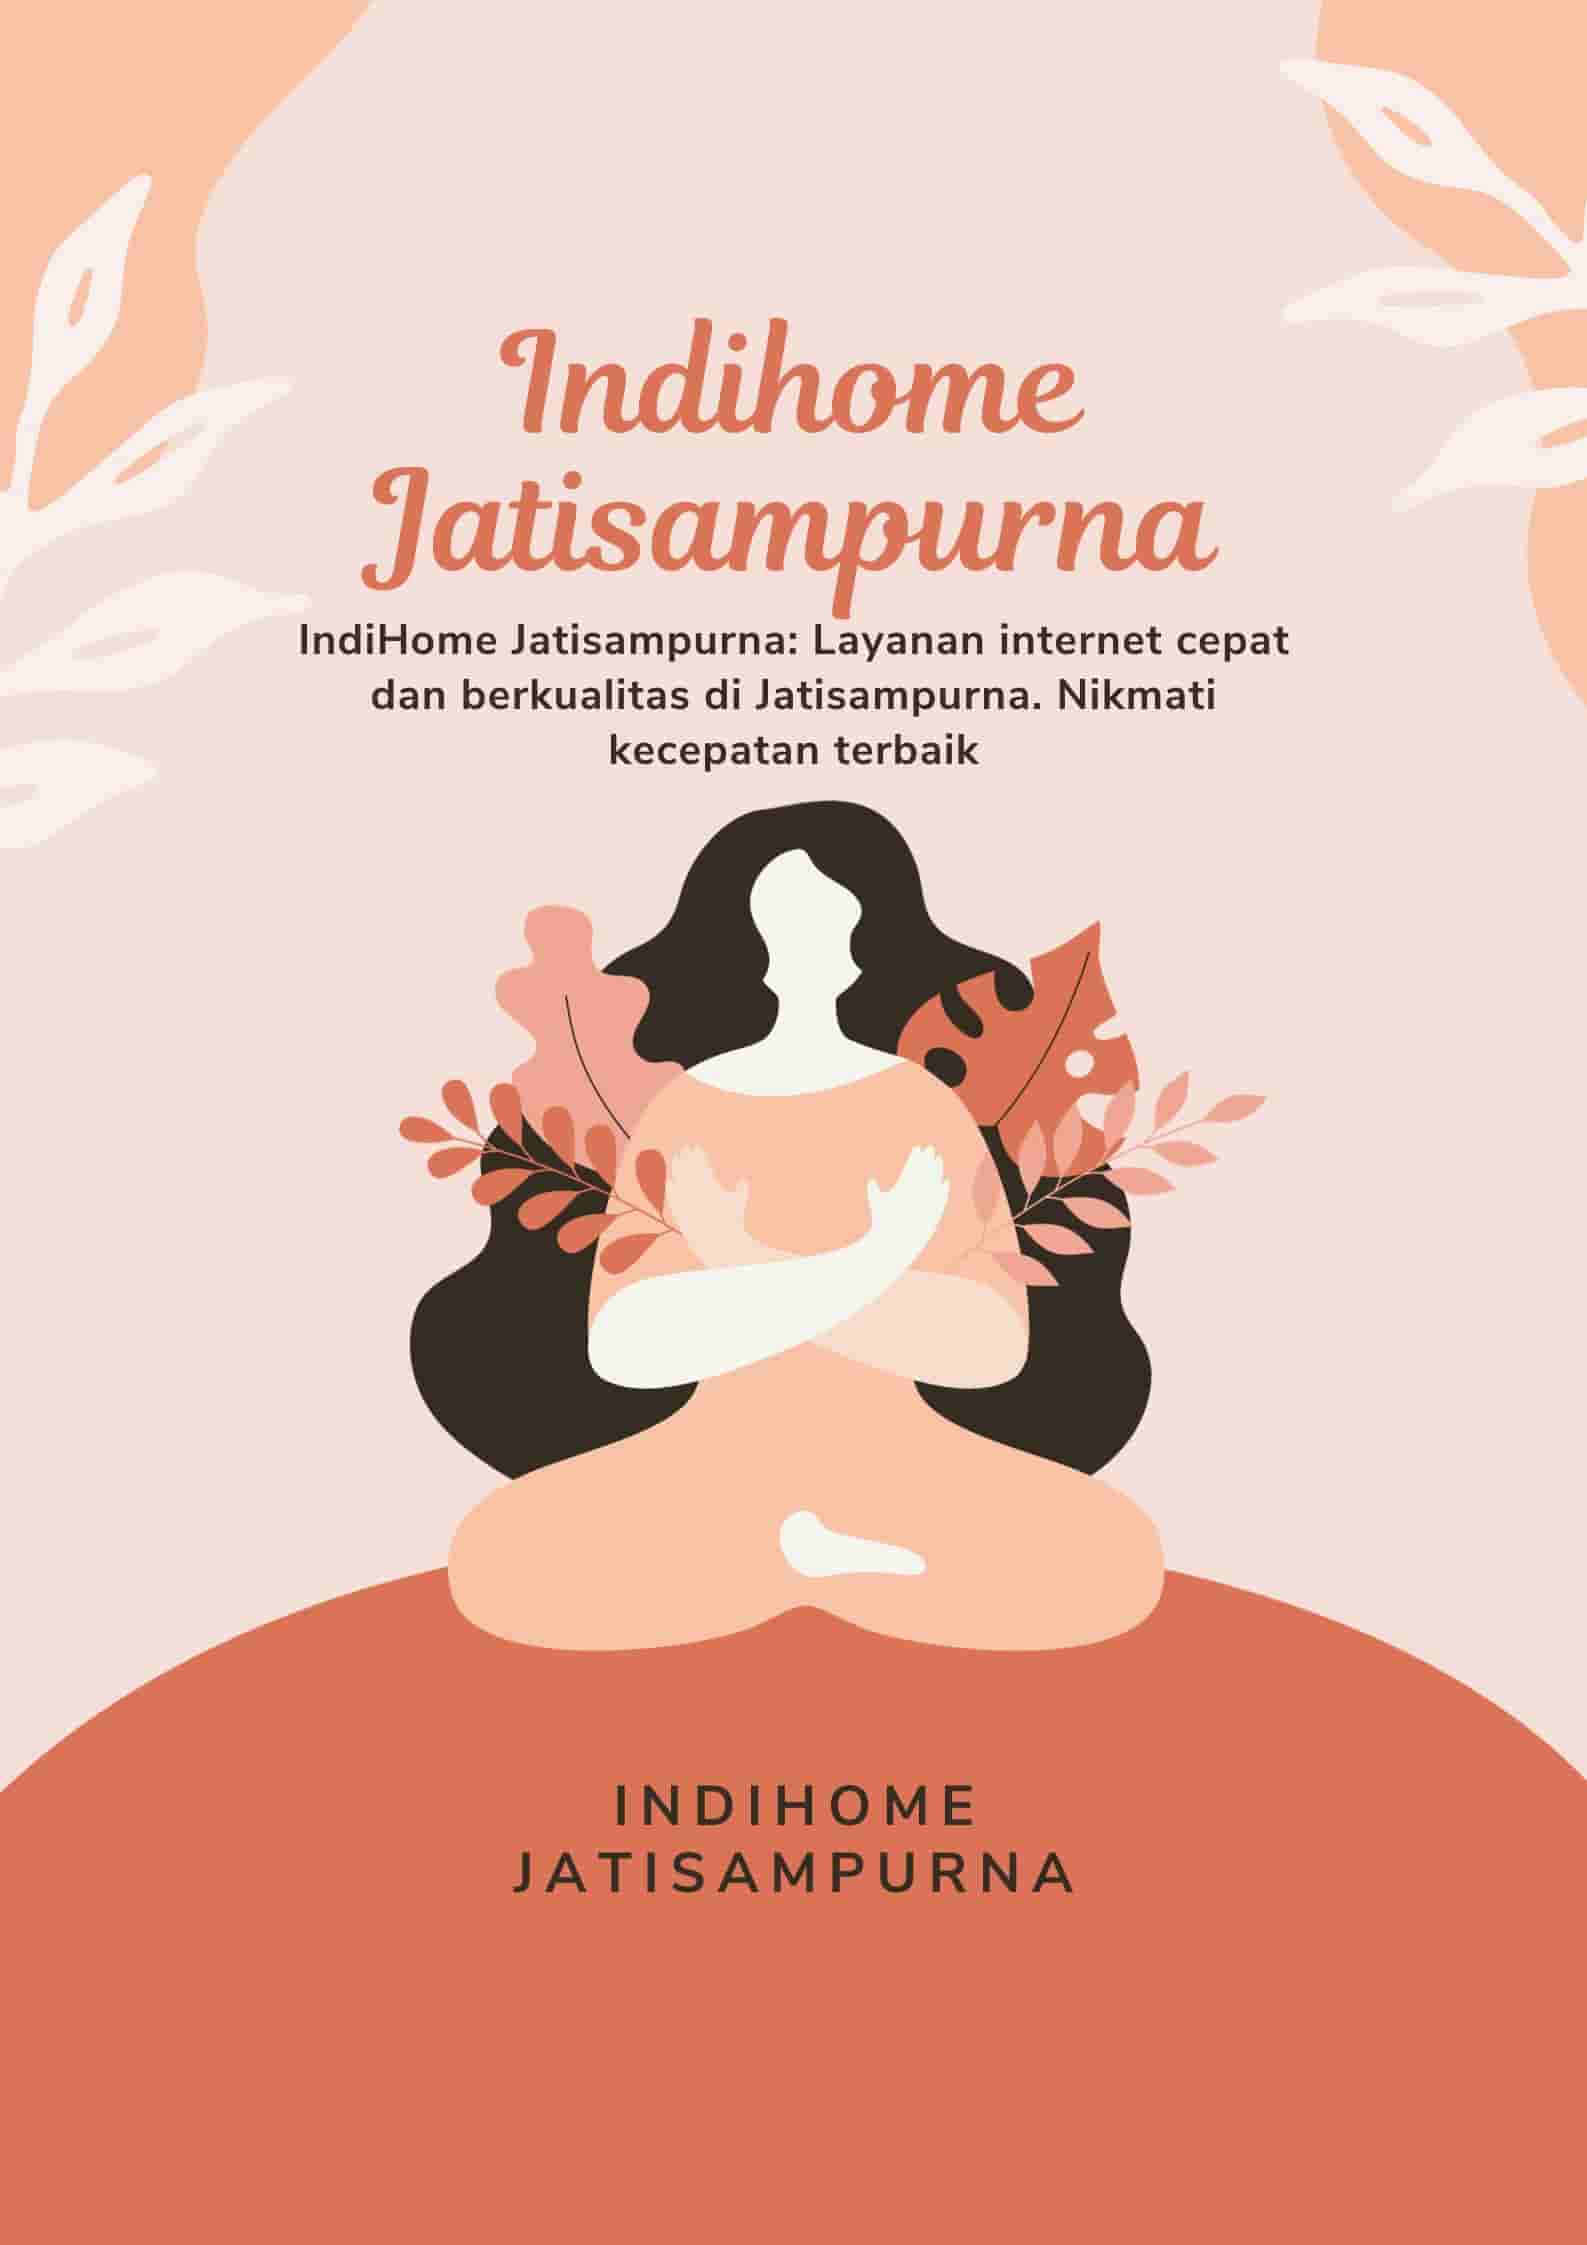 Indihome
Jatisampurna
IndiHome Jatisampurna: Layanan internet cepat
dan berkualitas di Jatisampurna. Nikmati
kecepatan terbaik
INDIHOME
JATISAMPURNA